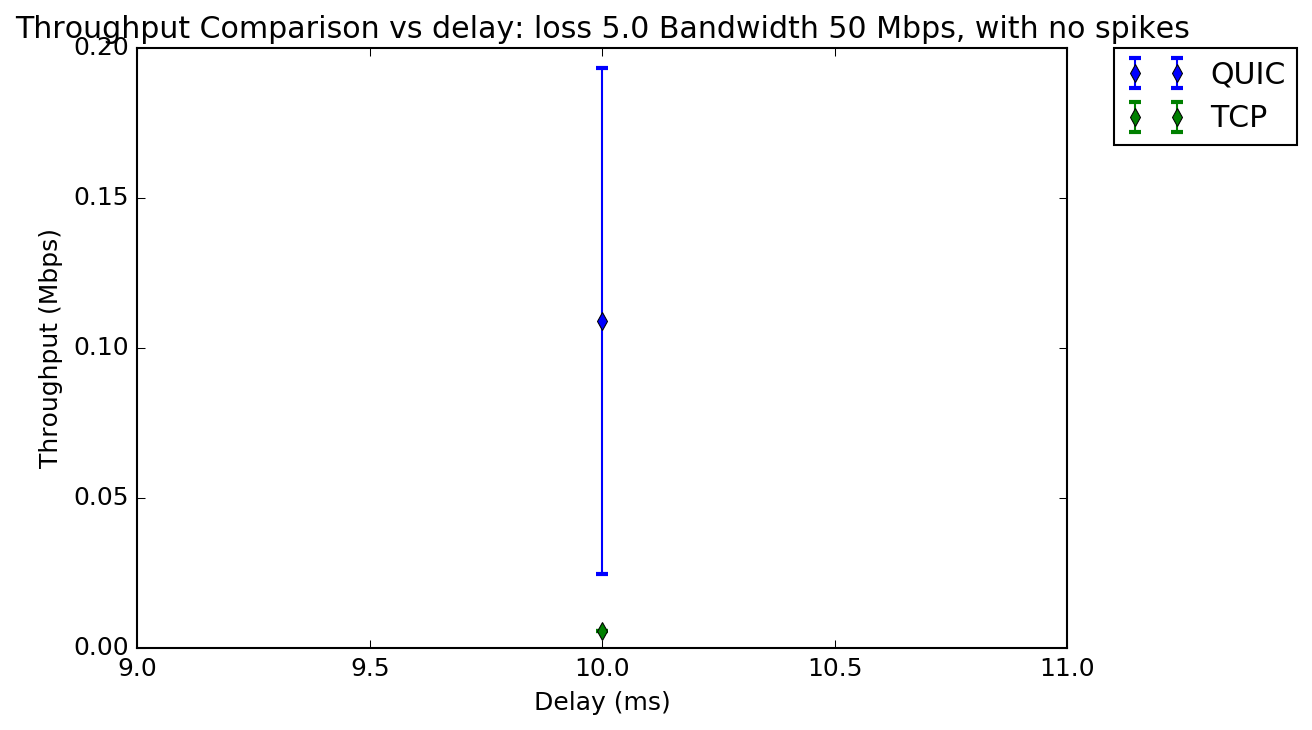 Throughput Comparison vs delay: loss 5.0 Bandwidth 50 Mbps, with no spikes
QUIC
TCP
0.20
0.15
0.10
0.05
0.00
Throughput (Mbps)
9.0 9.5 10.0 10.5 11.0
Delay (ms)